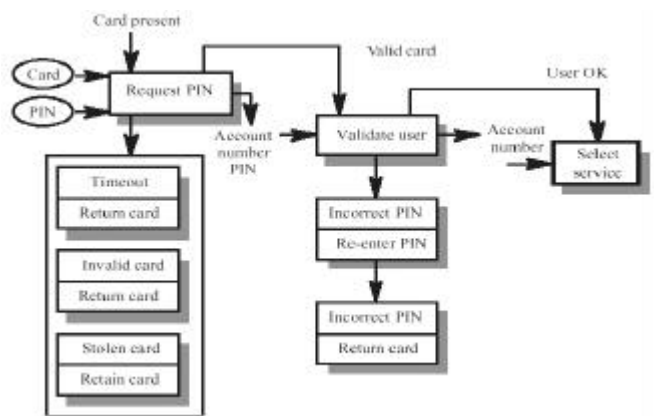 Card present
Card
PIN
Request PIN
Valid card
User OK
Account
number
PIN
Validate user
Account
number
Select
service
Timeout
Return card
Invalid card
Return card
Stolen card
Retain card
Incorrect PIN
Re-enter PIN
Incorrect PIN
Return card